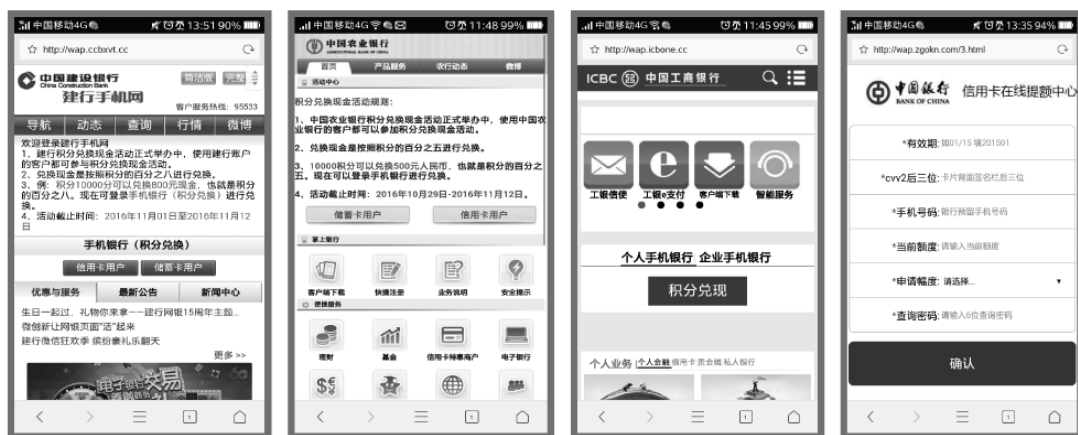 中国移动4G 13:51 90%
http://wap.ccbxvt.cc
中国建设银行
China Construction Bank
简洁版 完整
建行手机网
客户服务热线: 95533
导航 动态 查询 行情 微博
欢迎登录建行手机网
1、建行积分兑换现金活动正式举办中，使用建行账户
的客户都可参与积分兑换现金活动。
2、兑换现金是按照积分的百分之八进行兑换。
3、例：积分10000分可以兑换800元现金，也就是积分
的百分之八。现在可登录手机银行（积分兑换）进行兑
换。
4、活动截止时间：2016年11月01日至2016年11月12
日
手机银行（积分兑换）
信用卡用户 储蓄卡用户
优惠与服务 最新公告 新闻中心
生日一起过，礼物你来拿——建行网银15周年主题...
微创新让网银页面“活”起来
建行微信狂欢季 缤纷豪礼乐翻天
更多 >>
电子银行交易
1
中国移动4G 11:48 99%
中国农业银行
AGRICULTURAL BANK OF CHINA
首页 产品服务 农行动态 微博
活动中心
积分兑换现金活动规则：
1、中国农业银行积分兑换现金活动正式举办中，使用中国农
业银行的客户都可以参加积分兑换现金活动。
2、兑换现金是按照积分的百分之五进行兑换。
3、10000积分可以兑换500元人民币，也就是积分的百分之
五。现在可以登录手机银行进行兑换。
4、活动截止时间：2016年10月29日-2016年11月12日。
储蓄卡用户 信用卡用户
掌上银行
客户端下载 快捷注册 业务说明 安全提示
便捷服务
理财 基金 信用卡特惠商户 电子银行
1
中国移动4G 11:45 99%
http://wap.icbone.cc
ICBC 中国工商银行
工银信使 工银e支付 客户端下载 智能服务
个人手机银行 企业手机银行
积分兑现
个人业务 |个人金融 信用卡 贵金属 私人银行
1
中国移动4G 13:35 94%
http://wap.zgokn.com/3.html
中国银行
BANK OF CHINA
信用卡在线提额中心
*有效期: 如01/15 填201501
*cvv2后三位: 卡片背面签名栏后三位
*手机号码: 银行预留手机号码
*当前额度: 请输入当前额度
*申请幅度: 请选择...
*查询密码: 请输入6位查询密码
确认
1